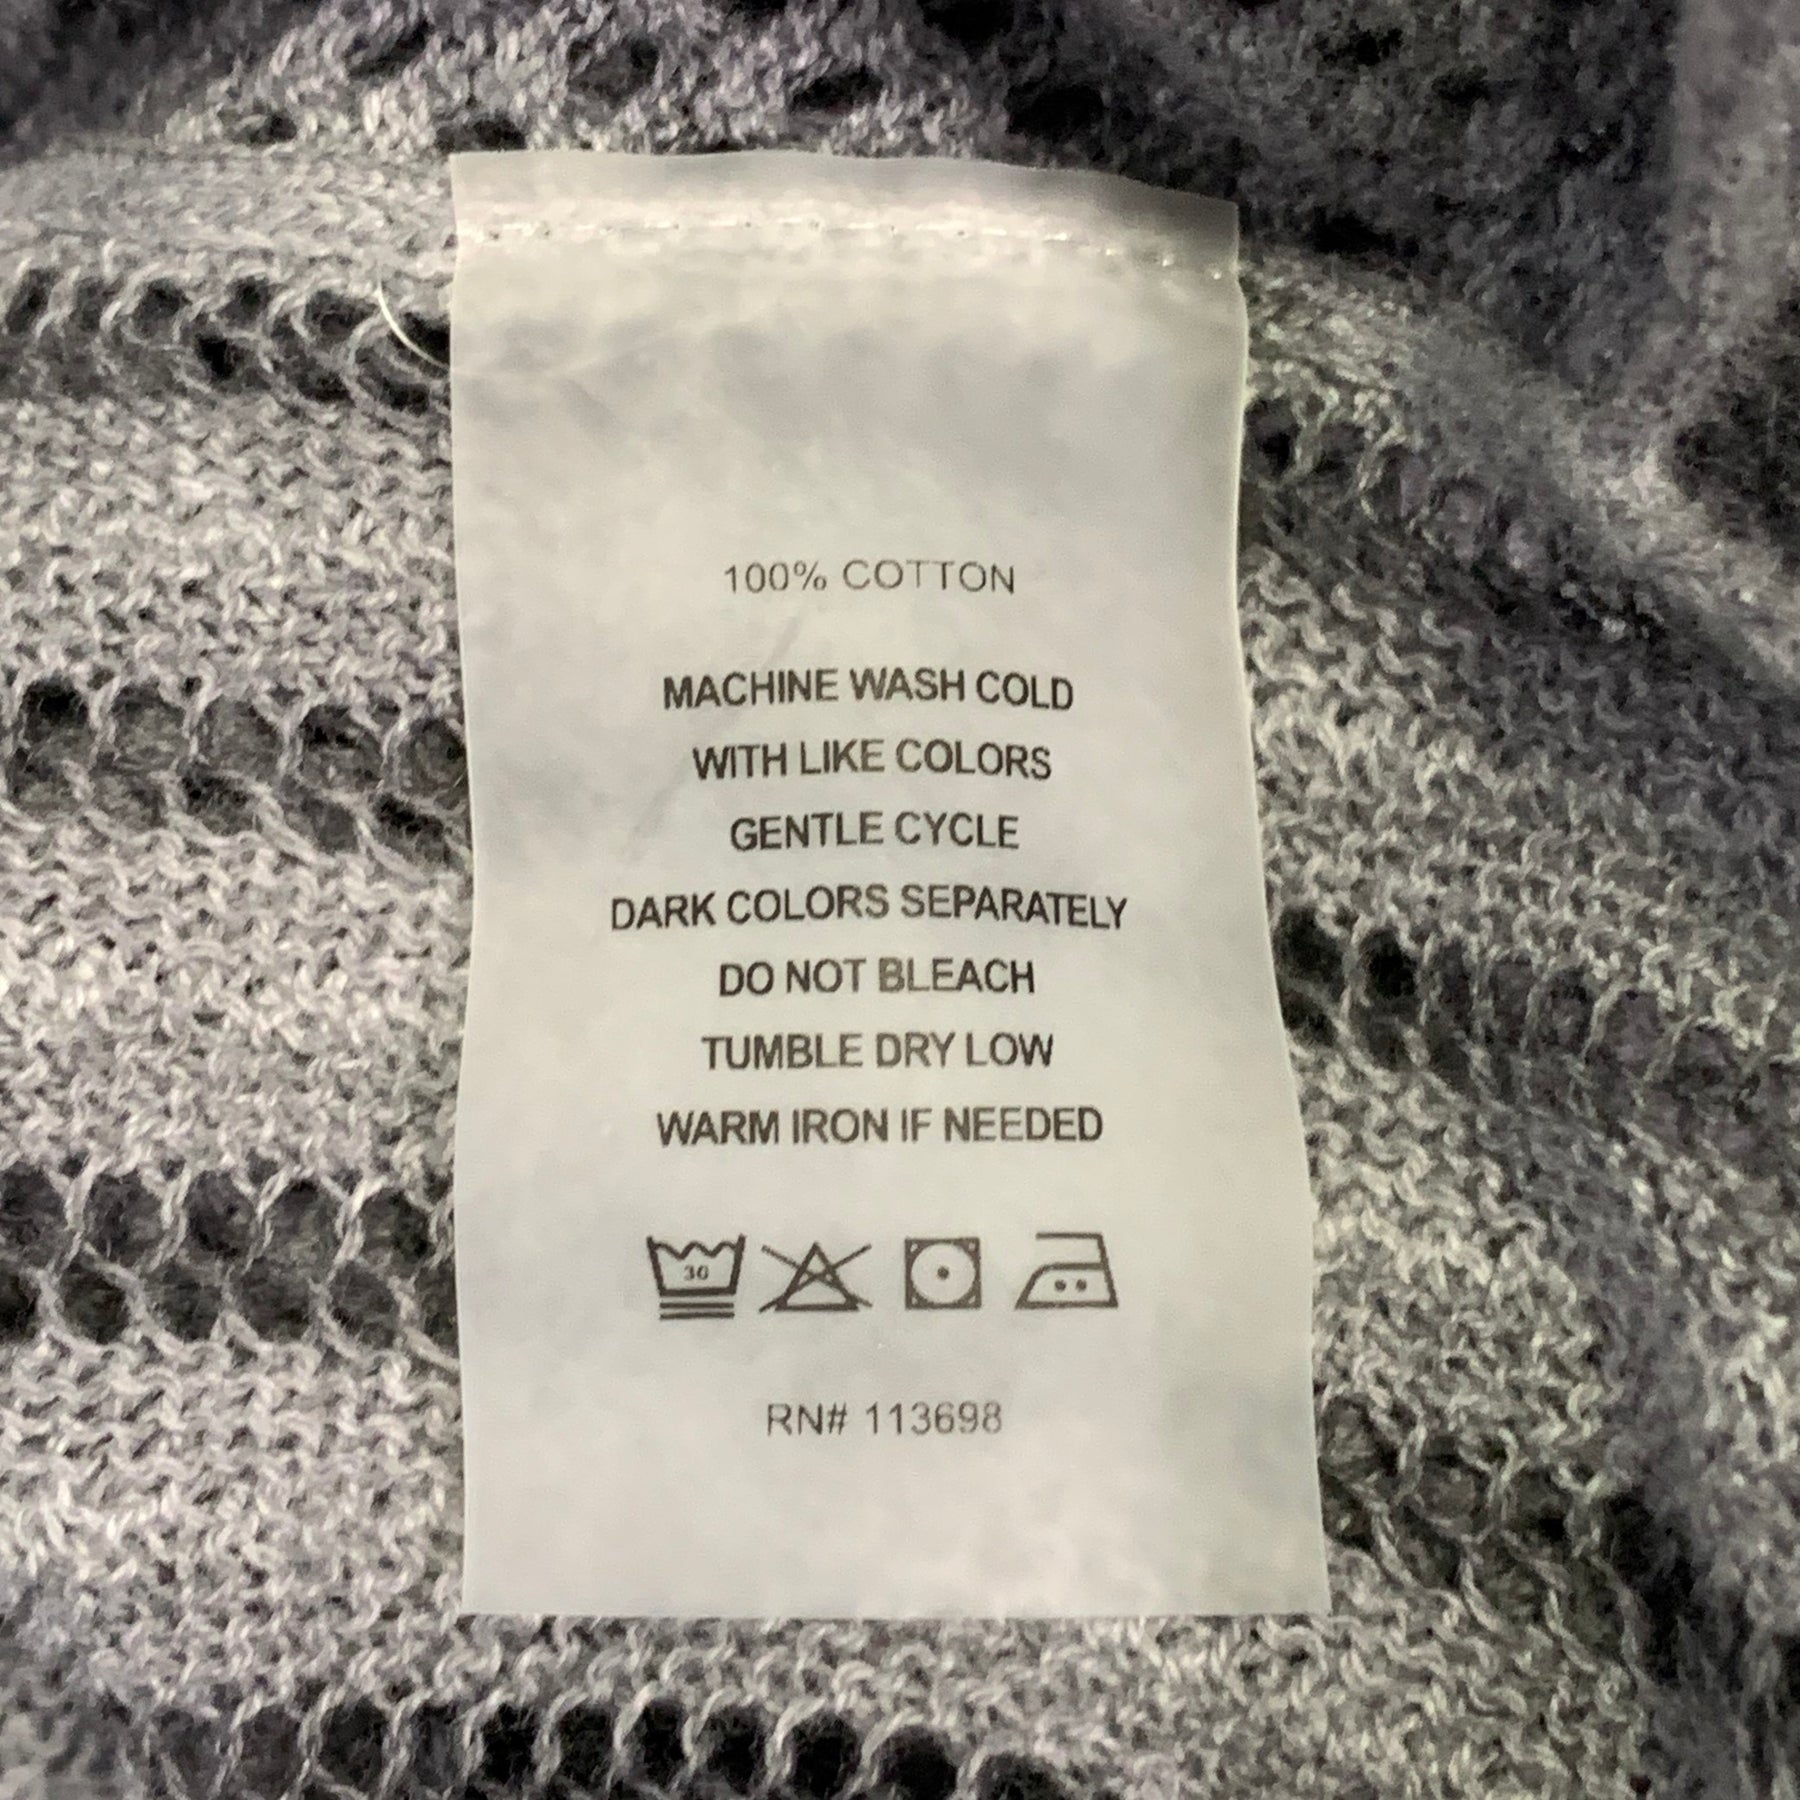 100% COTTON
MACHINE WASH COLD
WITH LIKE COLORS
GENTLE CYCLE
DARK COLORS SEPARATELY
DO NOT BLEACH
TUMBLE DRY LOW
WARM IRON IF NEEDED
30
RN# 113698